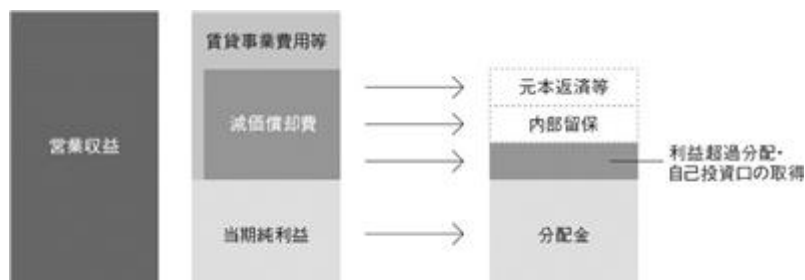 営業収益
賃貸事業費用等
減価償却費
当期純利益
元本返済等
内部留保
利益超過分配・
自己投資口の取得
分配金